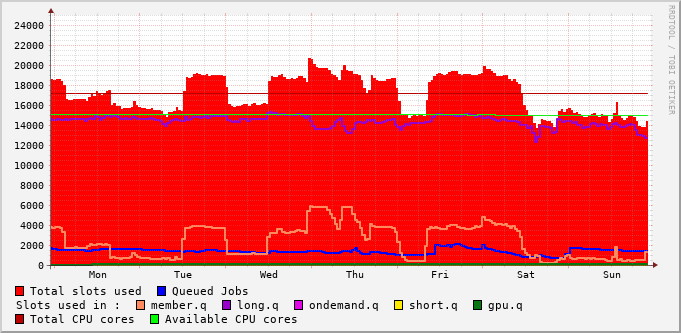 RRDTOOL / TOBI OETIKER
24000
22000
20000
18000
16000
14000
12000
10000
8000
6000
4000
2000
0
Mon Tue Wed Thu Fri Sat Sun
Total slots used Queued Jobs
Slots used in : member.q long.q ondemand.q short.q gpu.q
Total CPU cores Available CPU cores